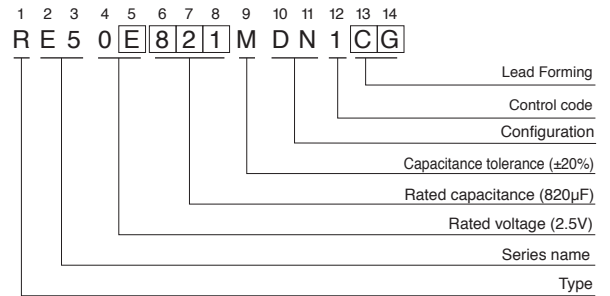 1 2 3 4 5 6 7 8 9 10 11 12 13 14
R E 5 0 E 8 2 1 M D N 1 C G
Lead Forming
Control code
Configuration
Capacitance tolerance (±20%)
Rated capacitance (820µF)
Rated voltage (2.5V)
Series name
Type